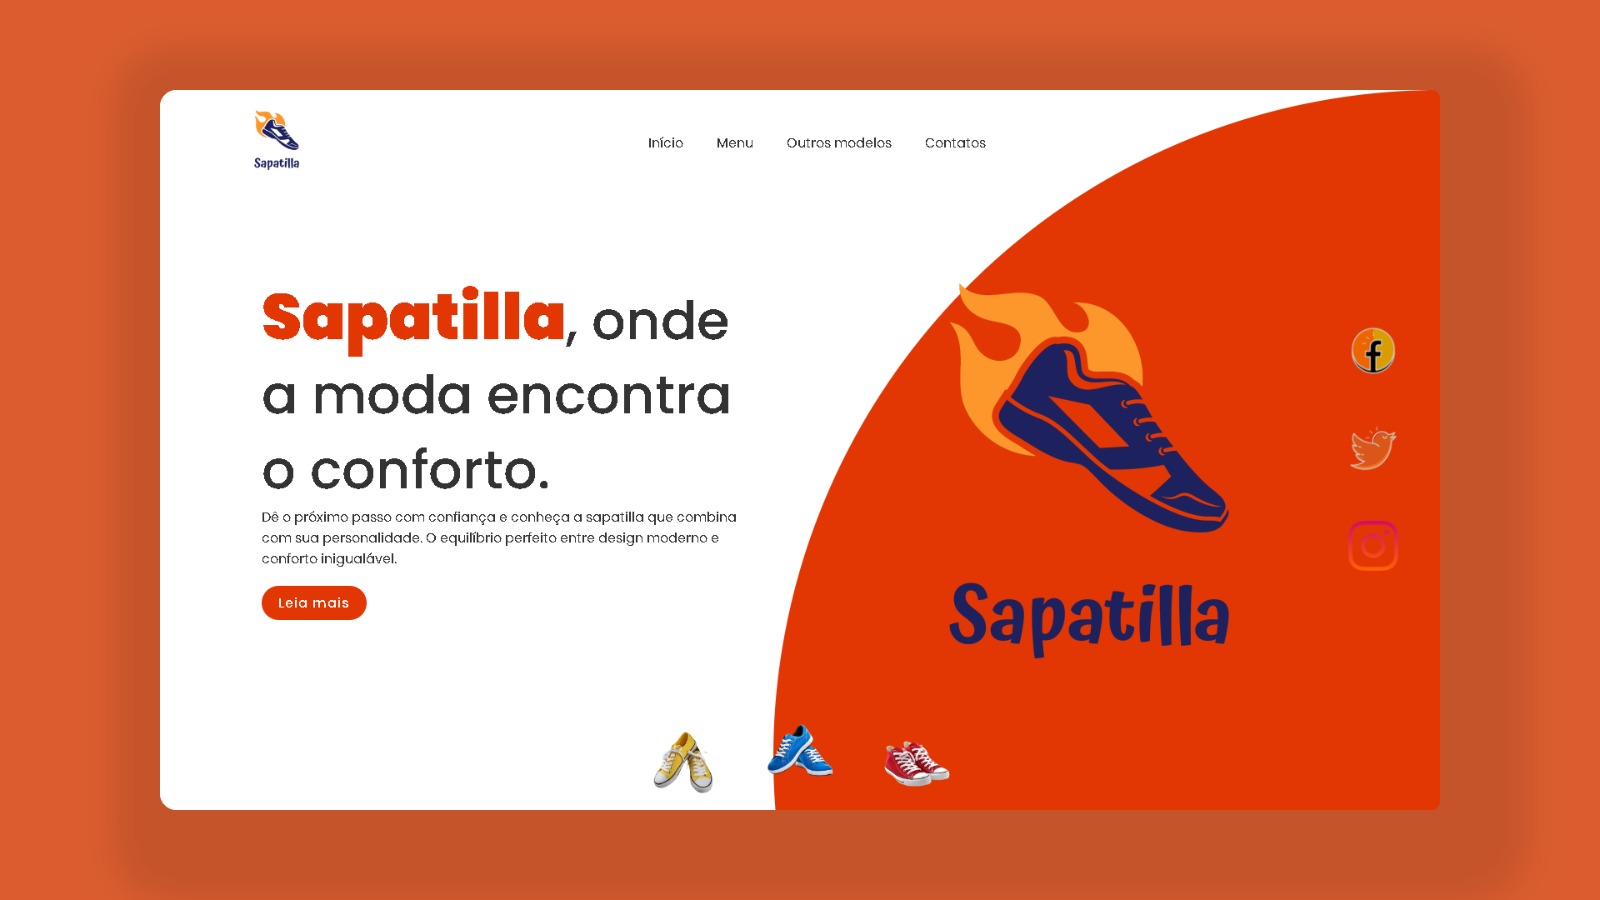 Sapatilla
Início Menu Outros modelos Contatos
Sapatilla, onde
a moda encontra
o conforto.
Dê o próximo passo com confiança e conheça a sapatilla que combina
com sua personalidade. O equilíbrio perfeito entre design moderno e
conforto inigualável.
Leia mais
Sapatilla
f